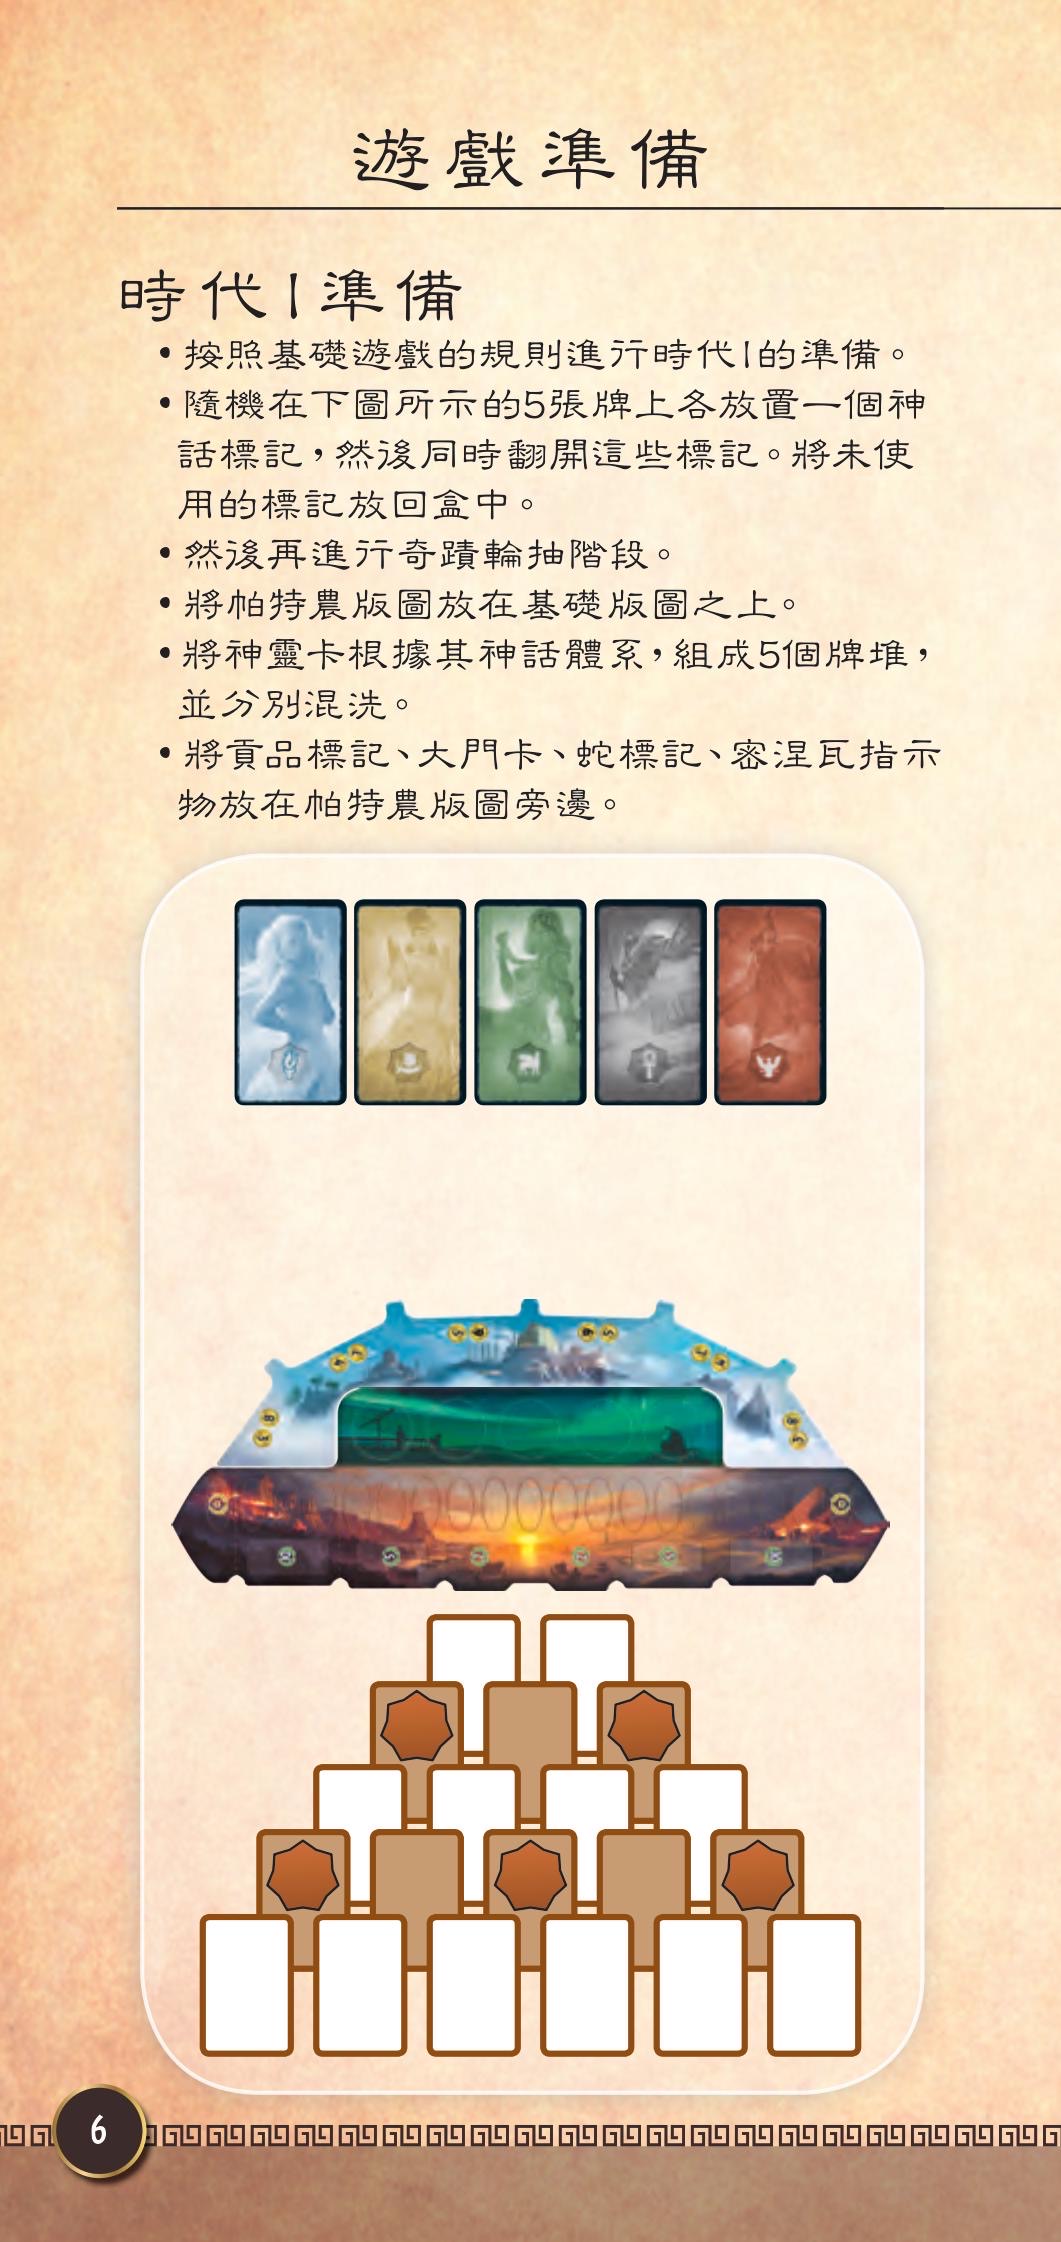 遊戲準備
時代I準備
•按照基礎遊戲的規則進行時代I的準備。
•隨機在下圖所示的5張牌上各放置一個神
話標記，然後同時翻開這些標記。將未使
用的標記放回盒中。
•然後再進行奇蹟輪抽階段。
•將帕特農版圖放在基礎版圖之上。
•將神靈卡根據其神話體系，組成5個牌堆，
並分別混洗。
•將貢品標記、大門卡、蛇標記、密涅瓦指示
物放在帕特農版圖旁邊。
6